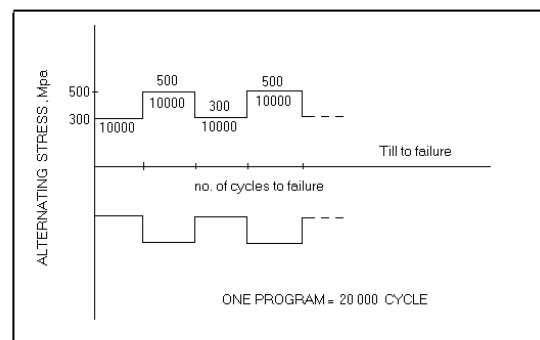 ALTERNATING STRESS, Mpa
500
300
10000
500
10000
300
10000
500
10000
Till to failure
no. of cycles to failure
ONE PROGRAM = 20 000 CYCLE